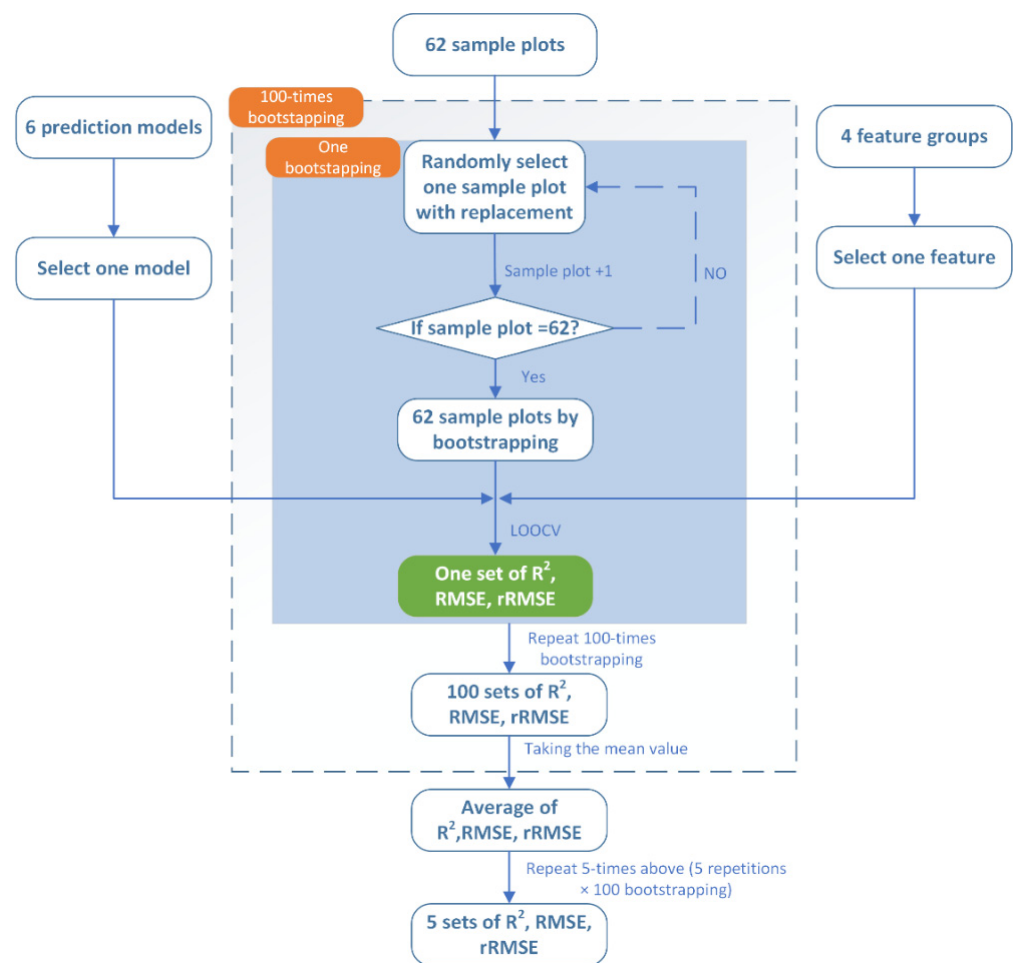 62 sample plots
100-times
bootstapping
6 prediction models
4 feature groups
One
bootstapping
Randomly select
one sample plot
with replacement
Select one model
Select one feature
Sample plot +1
NO
If sample plot =62?
Yes
62 sample plots by
bootstrapping
LOOCV
One set of R²,
RMSE, rRMSE
Repeat 100-times
bootstrapping
100 sets of R²,
RMSE, rRMSE
Taking the mean value
Average of
R²,RMSE, rRMSE
Repeat 5-times above (5 repetitions
× 100 bootstrapping)
5 sets of R², RMSE,
rRMSE